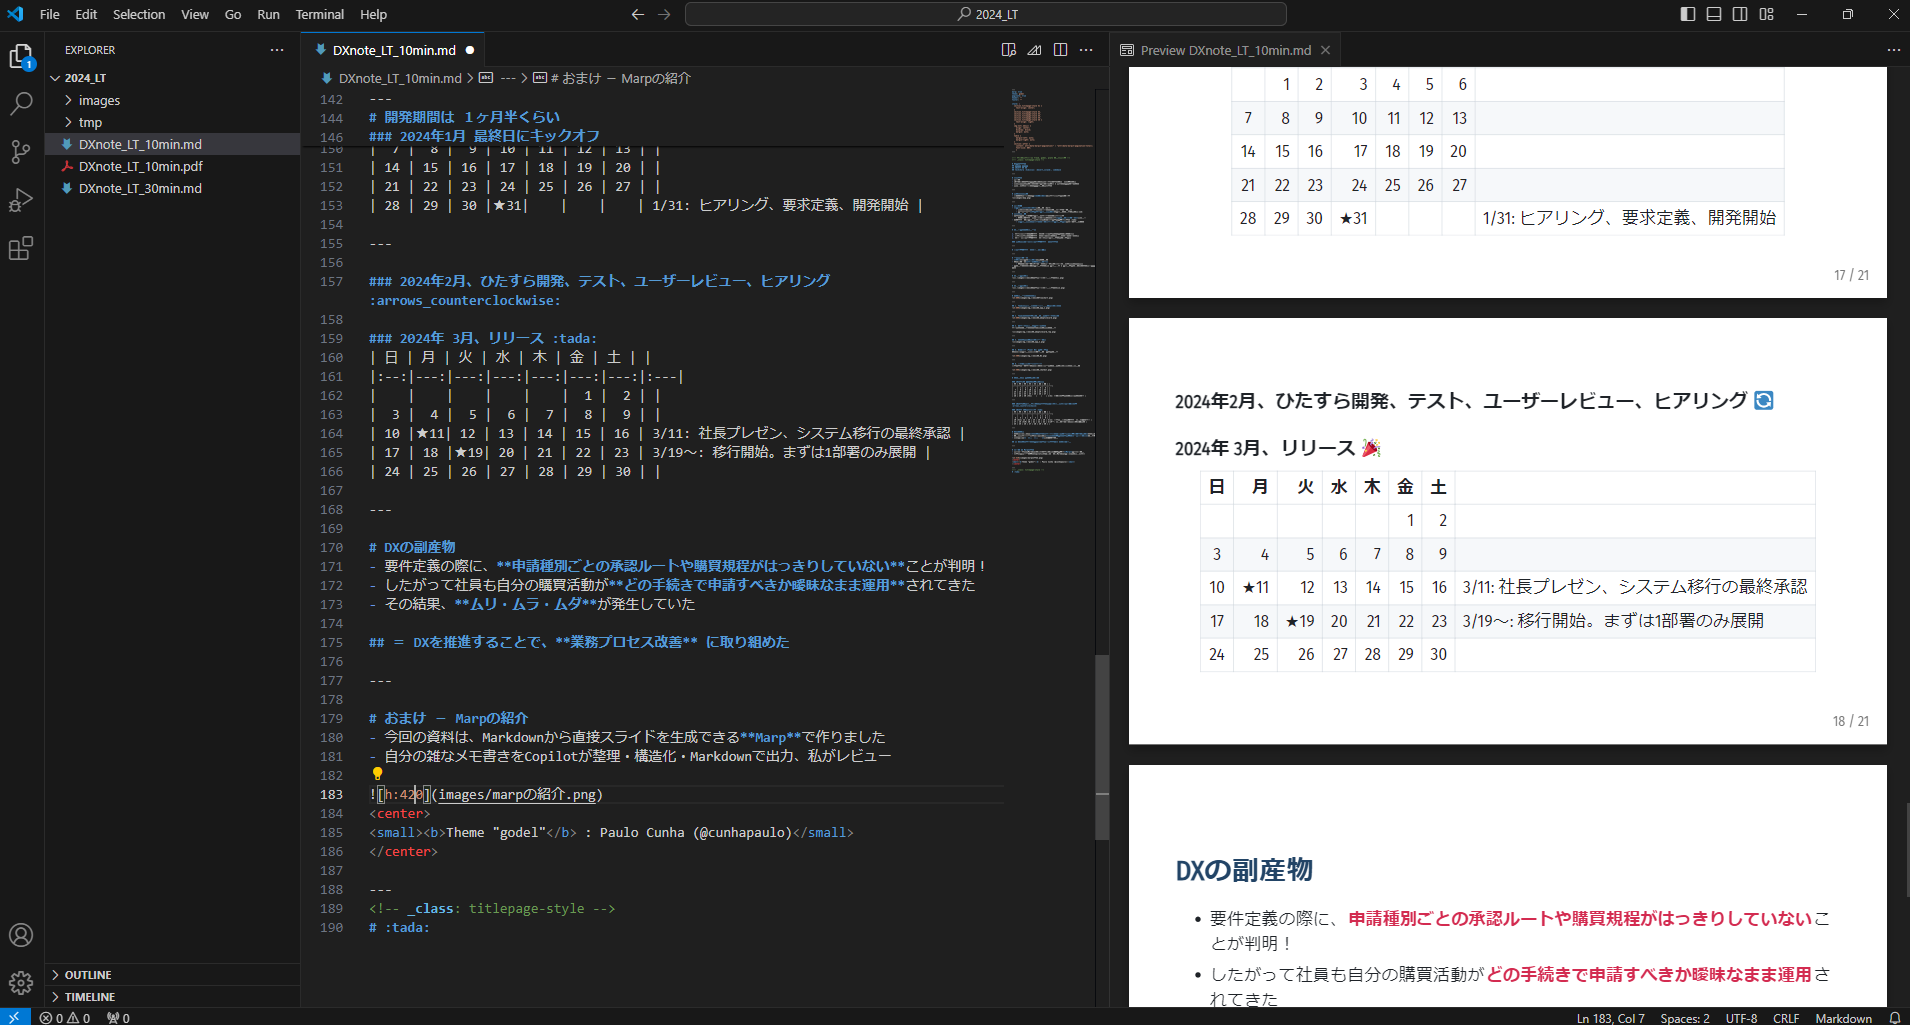 File Edit Selection View Go Run Terminal Help
2024_LT
EXPLORER
2024_LT
images
tmp
DXnote_LT_10min.md
DXnote_LT_10min.pdf
DXnote_LT_30min.md
OUTLINE
TIMELINE
DXnote_LT_10min.md
DXnote_LT_10min.md > --- > # おまけ － Marpの紹介
142 ---
144 # 開発期間は １ヶ月半くらい
146 ### 2024年1月 最終日にキックオフ
150 | 7 | 8 | 9 | 10 | 11 | 12 | 13 | |
151 | 14 | 15 | 16 | 17 | 18 | 19 | 20 | |
152 | 21 | 22 | 23 | 24 | 25 | 26 | 27 | |
153 | 28 | 29 | 30 |★31| | | | 1/31: ヒアリング、要求定義、開発開始 |
154
155 ---
156
157 ### 2024年2月、ひたすら開発、テスト、ユーザーレビュー、ヒアリング
:arrows_counterclockwise:
158
159 ### 2024年 3月、リリース :tada:
160 | 日 | 月 | 火 | 水 | 木 | 金 | 土 | |
161 |:--:|---:|---:|---:|---:|---:|---:|:---|
162 | | | | | | 1 | 2 | |
163 | 3 | 4 | 5 | 6 | 7 | 8 | 9 | |
164 | 10 |★11| 12 | 13 | 14 | 15 | 16 | 3/11: 社長プレゼン、システム移行の最終承認 |
165 | 17 | 18 |★19| 20 | 21 | 22 | 23 | 3/19～: 移行開始。まずは1部署のみ展開 |
166 | 24 | 25 | 26 | 27 | 28 | 29 | 30 | |
167
168 ---
169
170 # DXの副産物
171 - 要件定義の際に、**申請種別ごとの承認ルートや購買規程がはっきりしていない**ことが判明！
172 - したがって社員も自分の購買活動が**どの手続きで申請すべきか曖昧なまま運用**されてきた
173 - その結果、**ムリ・ムラ・ムダ**が発生していた
174
175 ## ＝ DXを推進することで、**業務プロセス改善** に取り組めた
176
177 ---
178
179 # おまけ － Marpの紹介
180 - 今回の資料は、Markdownから直接スライドを生成できる**Marp**で作りました
181 - 自分の雑なメモ書きをCopilotが整理・構造化・Markdownで出力、私がレビュー
182
183 ![h:420](images/marpの紹介.png)
184 <center>
185 <small><b>Theme "godel"</b> : Paulo Cunha (@cunhapaulo)</small>
186 </center>
187
188 ---
189 <!-- _class: titlepage-style -->
190 # :tada:
Preview DXnote_LT_10min.md
1 2 3 4 5 6
7 8 9 10 11 12 13
14 15 16 17 18 19 20
21 22 23 24 25 26 27
28 29 30 ★31 1/31: ヒアリング、要求定義、開発開始
17 / 21
2024年2月、ひたすら開発、テスト、ユーザーレビュー、ヒアリング 🔄
2024年 3月、リリース 🎉
日 月 火 水 木 金 土
1 2
3 4 5 6 7 8 9
10 ★11 12 13 14 15 16 3/11: 社長プレゼン、システム移行の最終承認
17 18 ★19 20 21 22 23 3/19～: 移行開始。まずは1部署のみ展開
24 25 26 27 28 29 30
18 / 21
DXの副産物
• 要件定義の際に、申請種別ごとの承認ルートや購買規程がはっきりしていないこ
とが判明！
• したがって社員も自分の購買活動がどの手続きで申請すべきか曖昧なまま運用さ
れてきた
1
0 0 0
Ln 183, Col 7 Spaces: 2 UTF-8 CRLF Markdown